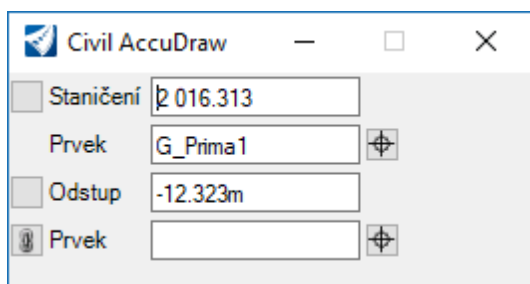 Civil AccuDraw
Staničení 2 016.313
Prvek G_Prima1
Odstup -12.323m
Prvek